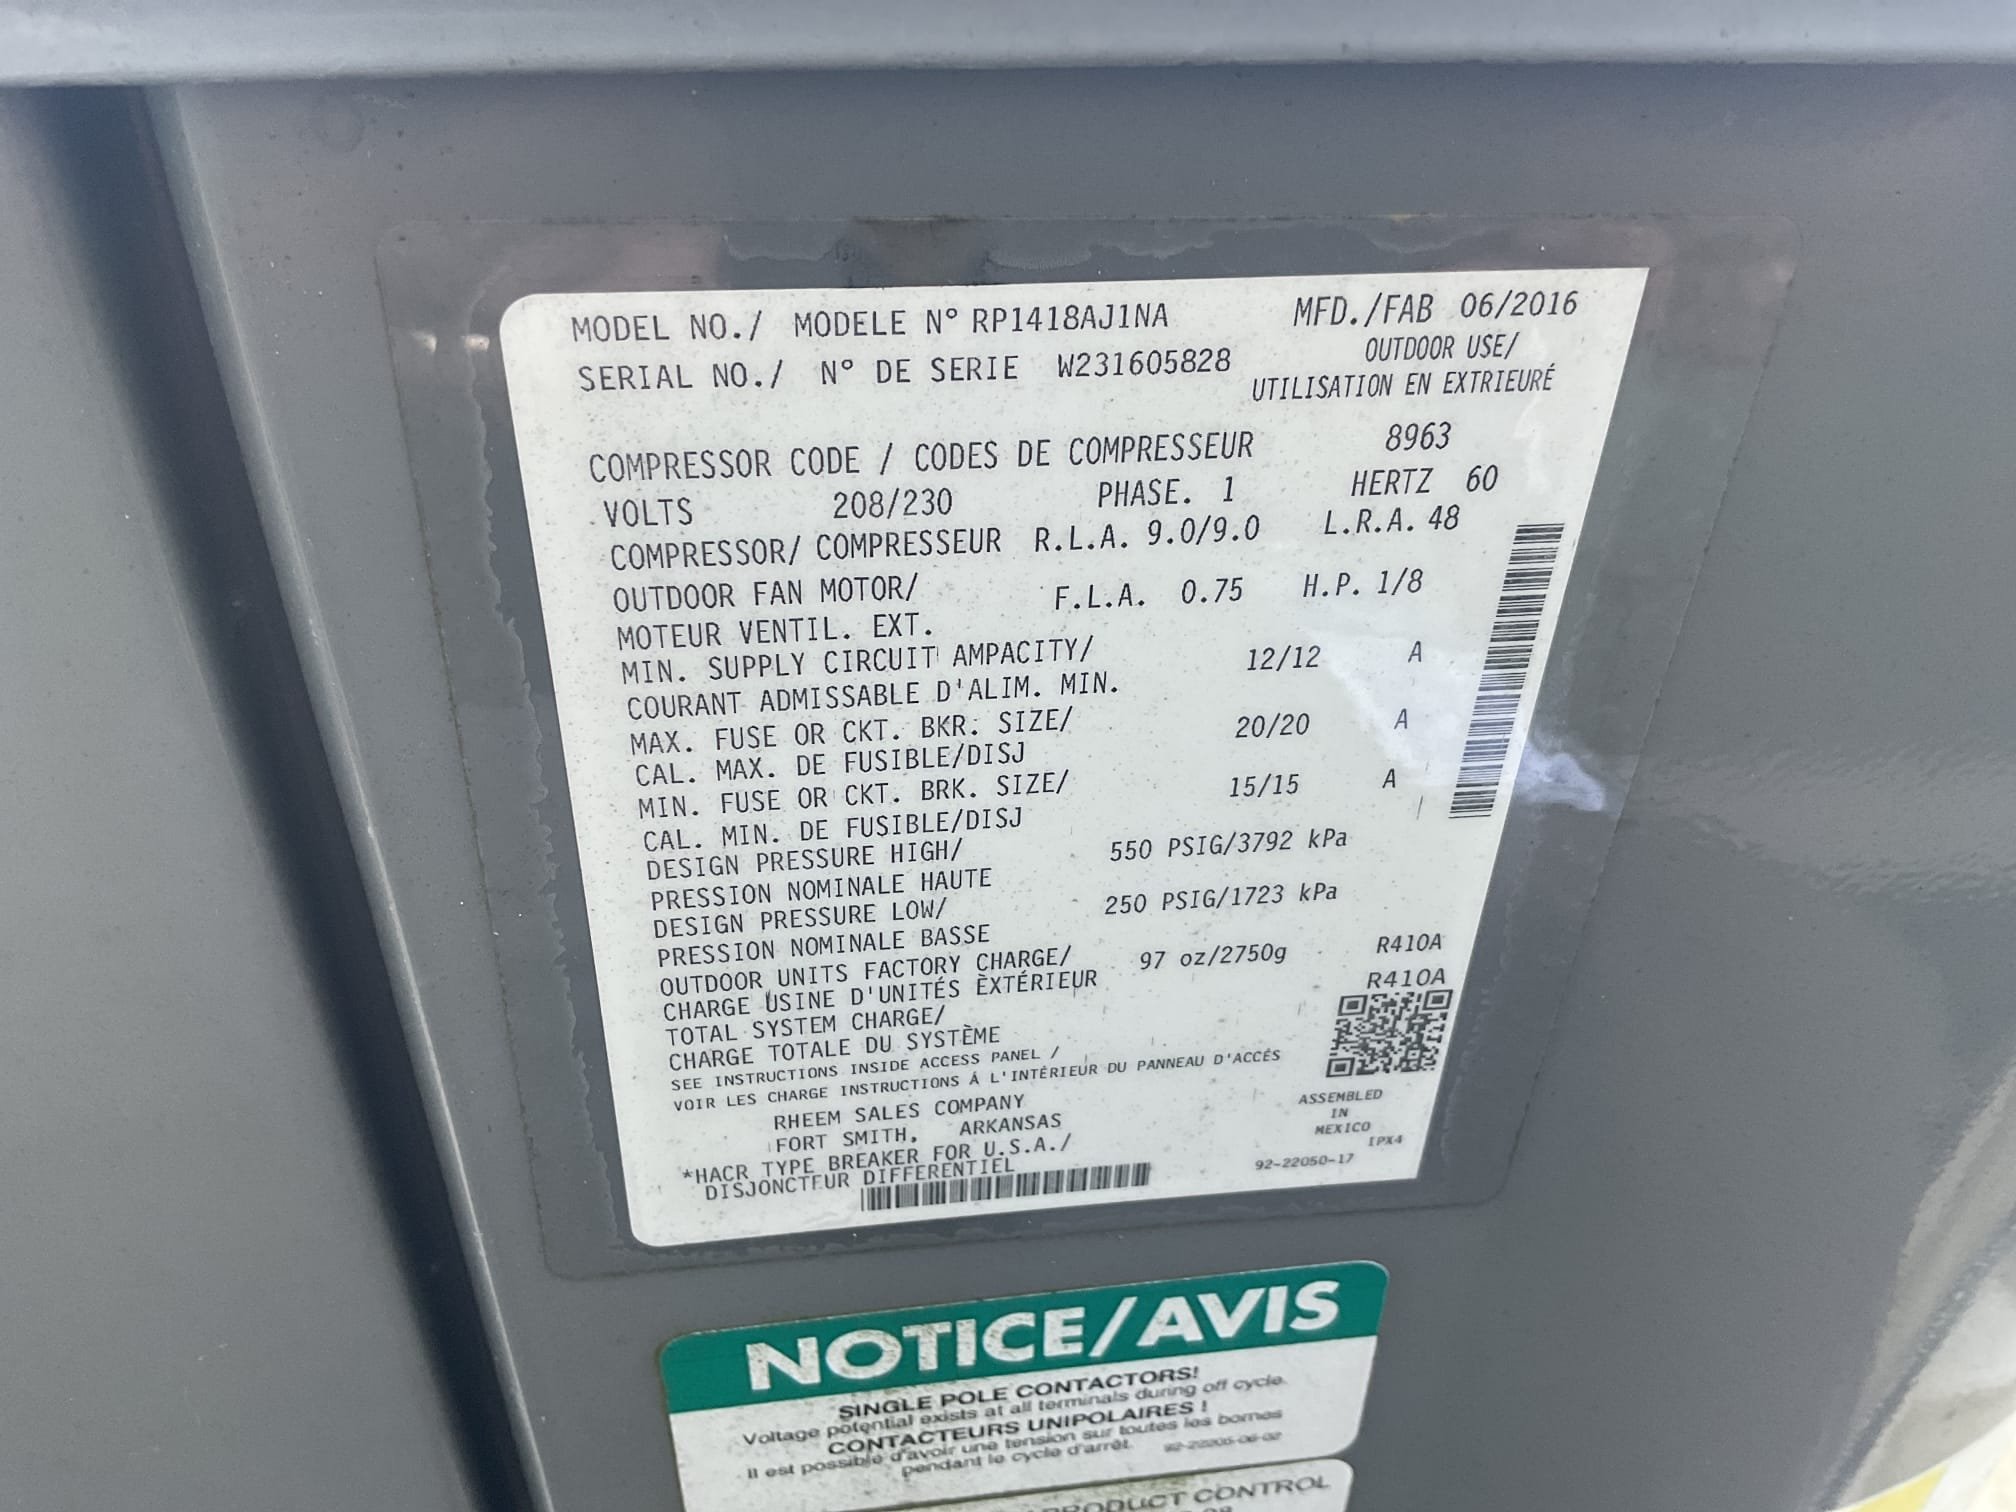 MODEL NO./ MODELE N° RP1418AJ1NA MFD./FAB 06/2016
SERIAL NO./ N° DE SERIE W231605828 OUTDOOR USE/
UTILISATION EN EXTRIEURÉ
COMPRESSOR CODE / CODES DE COMPRESSEUR 8963
VOLTS 208/230 PHASE. 1 HERTZ 60
COMPRESSOR/ COMPRESSEUR R.L.A. 9.0/9.0 L.R.A. 48
OUTDOOR FAN MOTOR/ F.L.A. 0.75 H.P. 1/8
MOTEUR VENTIL. EXT.
MIN. SUPPLY CIRCUIT AMPACITY/ 12/12 A
COURANT ADMISSABLE D'ALIM. MIN.
MAX. FUSE OR CKT. BKR. SIZE/ 20/20 A
CAL. MAX. DE FUSIBLE/DISJ
MIN. FUSE OR CKT. BRK. SIZE/ 15/15 A
CAL. MIN. DE FUSIBLE/DISJ
DESIGN PRESSURE HIGH/ 550 PSIG/3792 kPa
PRESSION NOMINALE HAUTE
DESIGN PRESSURE LOW/ 250 PSIG/1723 kPa
PRESSION NOMINALE BASSE
OUTDOOR UNITS FACTORY CHARGE/ 97 oz/2750g R410A
CHARGE USINE D'UNITÉS ÈXTÉRIEUR
TOTAL SYSTEM CHARGE/ R410A
CHARGE TOTALE DU SYSTÈME
SEE INSTRUCTIONS INSIDE ACCESS PANEL /
VOIR LES CHARGE INSTRUCTIONS Á L'INTÉRIEUR DU PANNEAU D'ACCÉS
RHEEM SALES COMPANY
FORT SMITH, ARKANSAS
*HACR TYPE BREAKER FOR U.S.A./
DISJONCTEUR DIFFERENTIEL
ASSEMBLED
IN
MEXICO
IPX4
92-22050-17
NOTICE/AVIS
SINGLE POLE CONTACTORS!
Voltage potential exists at all terminals during off cycle.
CONTACTEURS UNIPOLAIRES !
Il est possible d'avoir une tension sur toutes les bornes
pendant le cycle d'arrêt. 92-22205-06-02
PRODUCT CONTROL